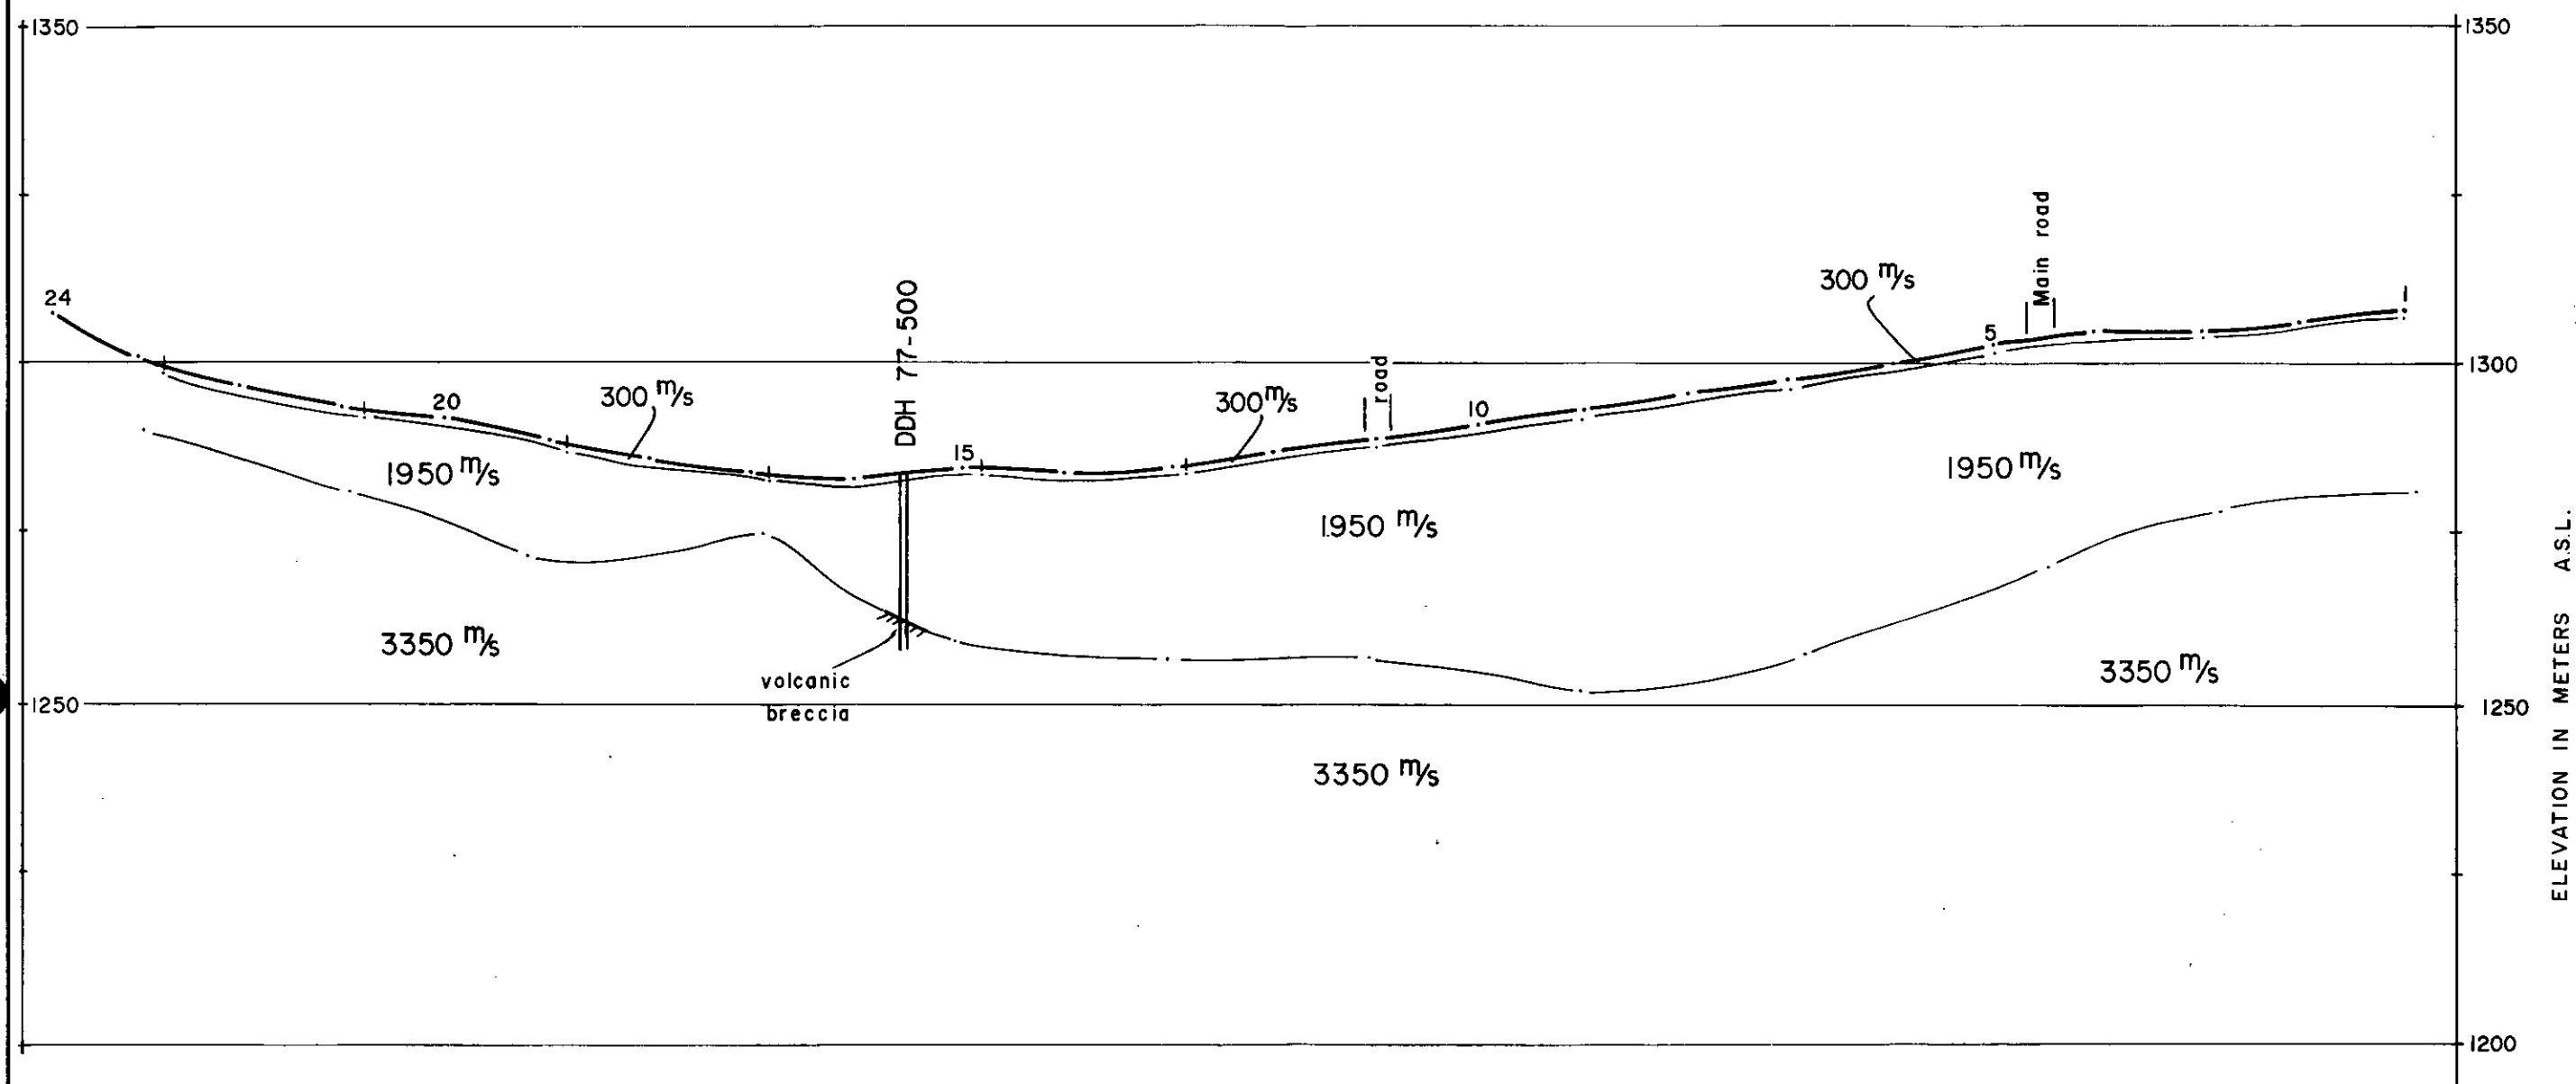 1350
1350
Main road
300 m/s
24
DDH 77-500
5
1
1300
road
300 m/s
300 m/s
20
10
15
1950 m/s
1950 m/s
1950 m/s
ELEVATION IN METERS A.S.L.
3350 m/s
3350 m/s
volcanic
breccia
1250
1250
3350 m/s
1200